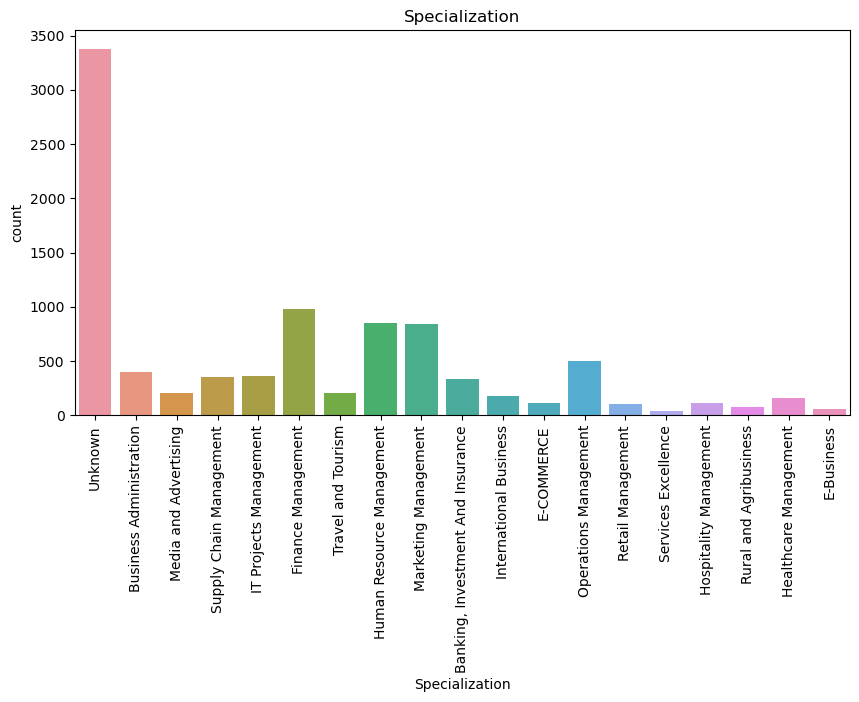 Specialization
3500
3000
2500
2000
1500
1000
500
0
count
Unknown
Business Administration
Media and Advertising
Supply Chain Management
IT Projects Management
Finance Management
Travel and Tourism
Human Resource Management
Marketing Management
Banking, Investment And Insurance
International Business
E-COMMERCE
Operations Management
Retail Management
Services Excellence
Hospitality Management
Rural and Agribusiness
Healthcare Management
E-Business
Specialization